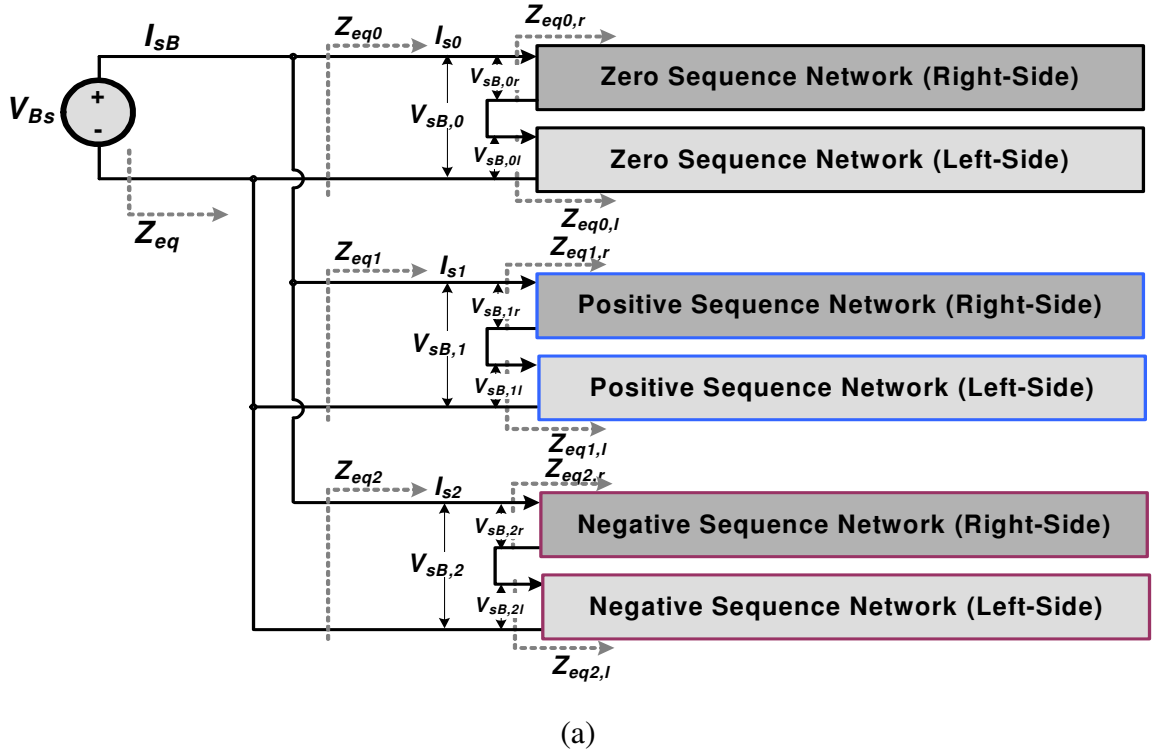 I_sB
Z_eq0
I_s0
Z_eq0,r
V_Bs
+
-
Z_eq
V_sB,0
V_sB,0r
V_sB,0l
Zero Sequence Network (Right-Side)
Zero Sequence Network (Left-Side)
Z_eq0,l
Z_eq1
I_s1
Z_eq1,r
V_sB,1
V_sB,1r
V_sB,1l
Positive Sequence Network (Right-Side)
Positive Sequence Network (Left-Side)
Z_eq1,l
Z_eq2
I_s2
Z_eq2,r
V_sB,2
V_sB,2r
V_sB,2l
Negative Sequence Network (Right-Side)
Negative Sequence Network (Left-Side)
Z_eq2,l
(a)